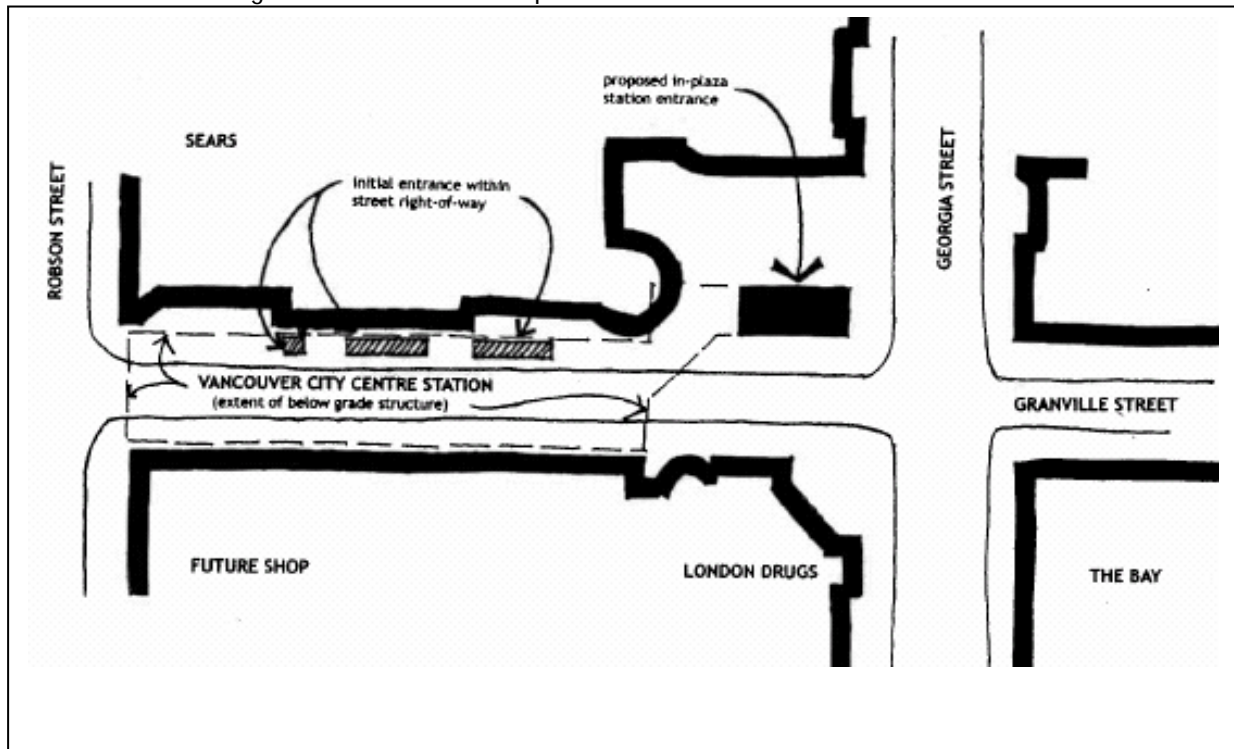 proposed in-plaza
station entrance
SEARS
initial entrance within
street right-of-way
ROBSON STREET
GEORGIA STREET
VANCOUVER CITY CENTRE STATION
(extent of below grade structure)
GRANVILLE STREET
FUTURE SHOP
LONDON DRUGS
THE BAY